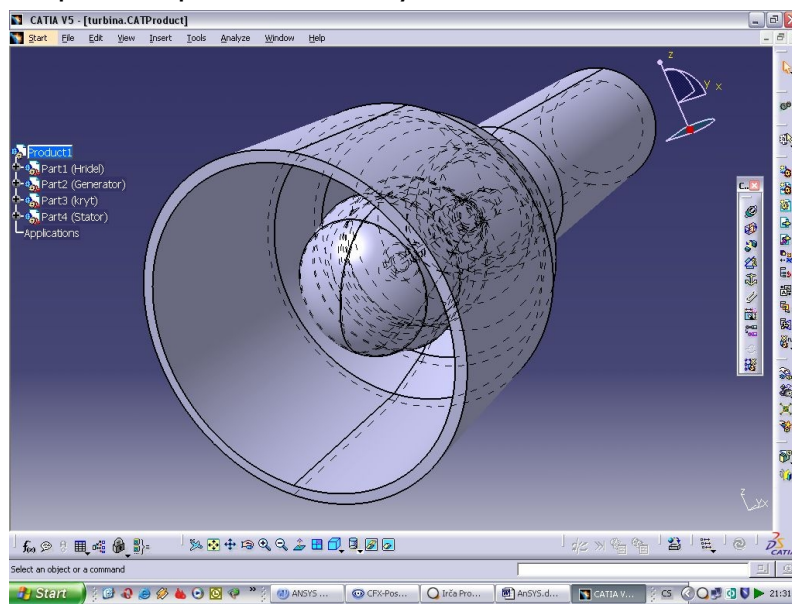 CATIA V5 - [turbina.CATProduct]
Start File Edit View Insert Tools Analyze Window Help
z
y x
Product1
Part1 (Hridel)
Part2 (Generator)
Part3 (kryt)
Part4 (Stator)
Applications
C...
z
yx
f(x)
CATIA
Select an object or a command
Start » ANSYS ... CFX-Pos... Irča Pro... AnSYS.d... CATIA V... CS 21:31